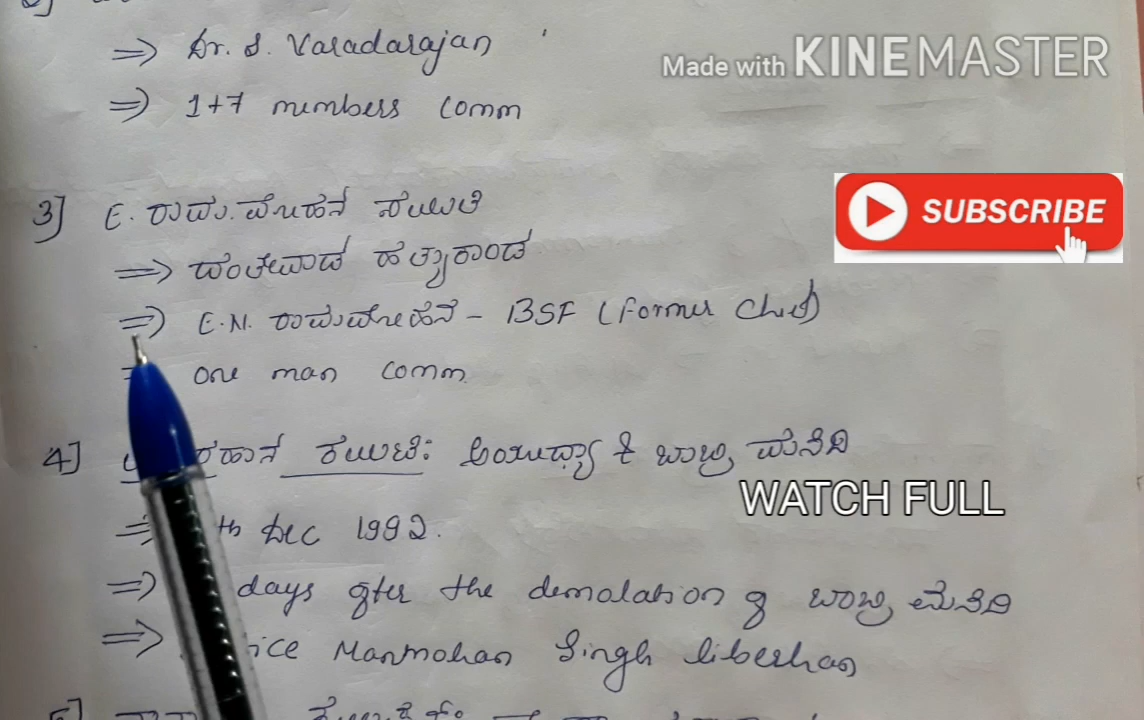 ⇒ Dr. S. Varadarajan
Made with KINEMASTER
⇒ 1+7 members comm
3] E. ರಾಮ. ಮೋಹನ ಸಮಿತಿ
SUBSCRIBE
⇒ ದಂತೇವಾಡ ಹತ್ಯಾಕಾಂಡ
⇒ E.N. ರಾಮಮೋಹನ - BSF (Former Chief)
one man comm
4] ಅಯೋಧ್ಯಾ & ಬಾಬ್ರಿ ಮಸೀದಿ
WATCH FULL
⇒ th Dec 1992.
⇒ days after the demolation of ಬಾಬ್ರಿ ಮಸೀದಿ
⇒ ice Manmohan Singh liberhan